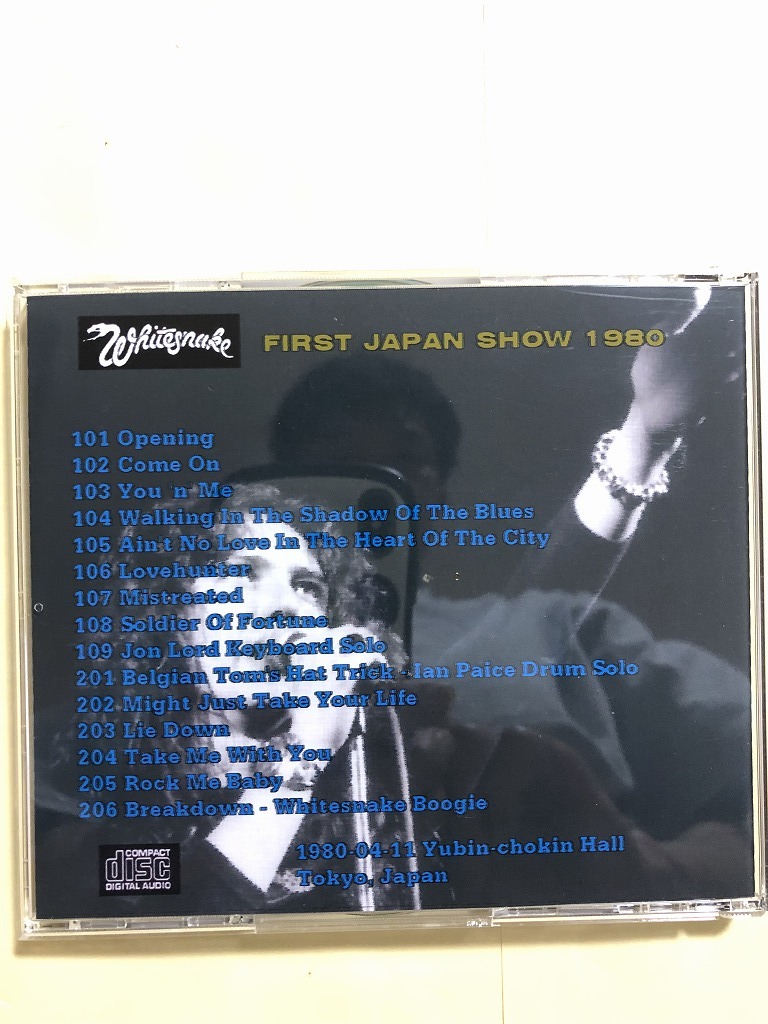 Whitesnake
FIRST JAPAN SHOW 1980
101 Opening
102 Come On
103 You 'n Me
104 Walking In The Shadow Of The Blues
105 Ain't No Love In The Heart Of The City
106 Lovehunter
107 Mistreated
108 Soldier Of Fortune
109 Jon Lord Keyboard Solo
201 Belgian Tom's Hat Trick - Ian Paice Drum Solo
202 Might Just Take Your Life
203 Lie Down
204 Take Me With You
205 Rock Me Baby
206 Breakdown - Whitesnake Boogie
1980-04-11 Yubin-chokin Hall
Tokyo, Japan
COMPACT
disc
DIGITAL AUDIO